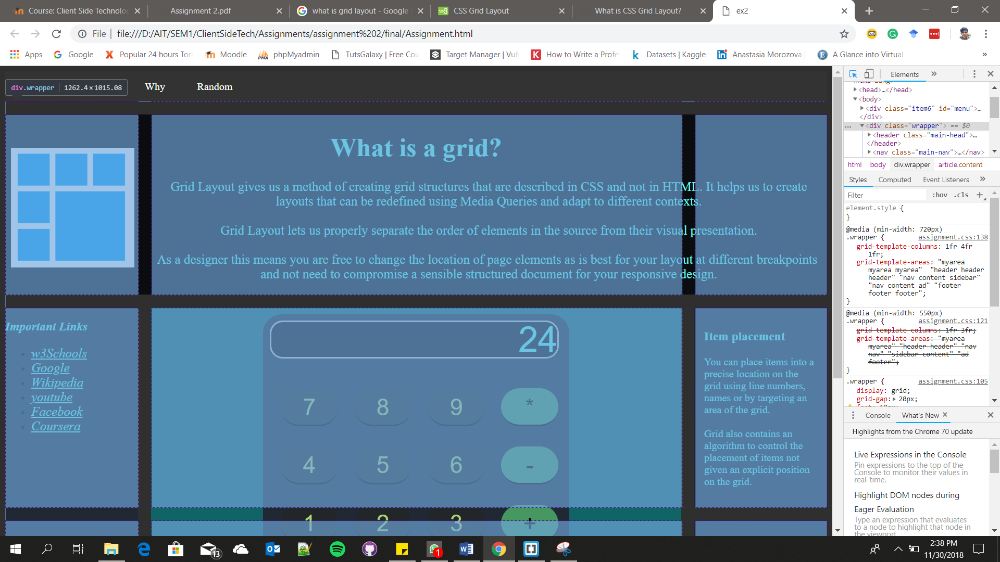 Course: Client Side Technolo
Assignment 2.pdf
what is grid layout - Google
CSS Grid Layout
What is CSS Grid Layout?
ex2
File
file:///D:/AIT/SEM1/ClientSideTech/Assignments/assignment%202/final/Assignment.html
Apps
Google
Popular 24 hours Torr
Moodle
phpMyadmin
TutsGalaxy | Free Cou
Target Manager | Vuf
How to Write a Profe
Datasets | Kaggle
Anastasia Morozova
A Glance into Virtual
»
div.wrapper 1262.4×1015.08
Why
Random
What is a grid?
Grid Layout gives us a method of creating grid structures that are described in CSS and not in HTML. It helps us to create
layouts that can be redefined using Media Queries and adapt to different contexts.
Grid Layout lets us properly separate the order of elements in the source from their visual presentation.
As a designer this means you are free to change the location of page elements as is best for your layout at different breakpoints
and not need to compromise a sensible structured document for your responsive design.
Important Links
w3Schools
Google
Wikipedia
youtube
Facebook
Coursera
24
7 8 9 *
4 5 6 -
1 2 3 +
Item placement
You can place items into a
precise location on the
grid using line numbers,
names or by targeting an
area of the grid.
Grid also contains an
algorithm to control the
placement of items not
given an explicit position
on the grid.
Elements »
<head>…</head>
<body>
<div class="item6" id="menu">…
</div>
<div class="wrapper"> == $0
<header class="main-head">…
</header>
<nav class="main-nav">…</nav>
html body div.wrapper article.content
Styles Computed Event Listeners »
Filter :hov .cls +
element.style {
}
@media (min-width: 720px)
.wrapper { assignment.css:138
grid-template-columns: 1fr 4fr
1fr;
grid-template-areas: "myarea
myarea myarea" "header header
header" "nav content sidebar"
"nav content ad" "footer
footer footer";
}
@media (min-width: 550px)
.wrapper { assignment.css:121
grid-template-columns: 1fr 3fr;
grid-template-areas: "myarea
myarea" "header header" "nav
nav" "sidebar content" "ad
footer";
}
.wrapper { assignment.css:105
display: grid;
grid-gap: 20px;
Console What's New
Highlights from the Chrome 70 update
Live Expressions in the Console
Pin expressions to the top of the
Console to monitor their values in
real-time.
Highlight DOM nodes during
Eager Evaluation
Type an expression that evaluates
to a node to highlight that node in
the viewport
13
1
2:38 PM
11/30/2018